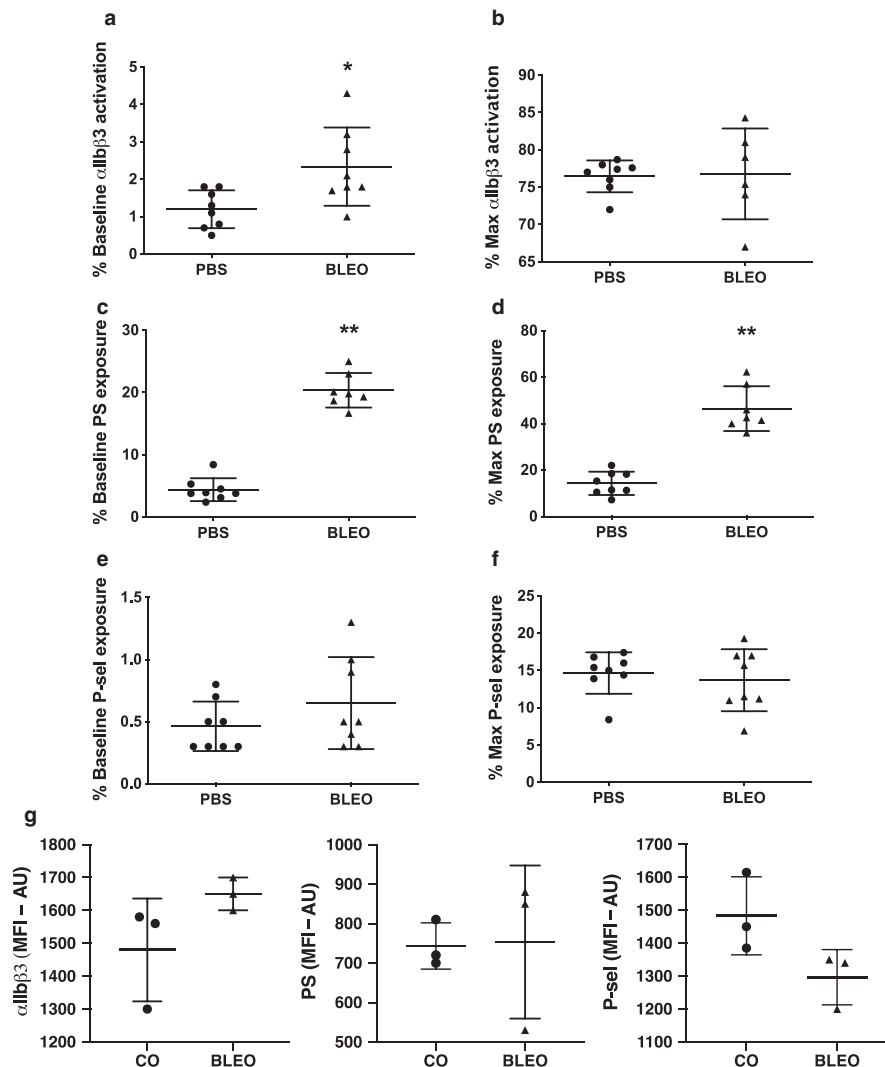 a
% Baseline αIIbβ3 activation
5
4
3
2
1
0
*
PBS
BLEO
b
% Max αIIbβ3 activation
90
85
80
75
70
65
PBS
BLEO
c
% Baseline PS exposure
30
20
10
0
**
PBS
BLEO
d
% Max PS exposure
80
60
40
20
0
**
PBS
BLEO
e
% Baseline P-sel exposure
1.5
1.0
0.5
0.0
PBS
BLEO
f
% Max P-sel exposure
25
20
15
10
5
0
PBS
BLEO
g
αIIbβ3 (MFI – AU)
1800
1700
1600
1500
1400
1300
1200
CO
BLEO
PS (MFI – AU)
1000
900
800
700
600
500
CO
BLEO
P-sel (MFI – AU)
1700
1600
1500
1400
1300
1200
1100
CO
BLEO